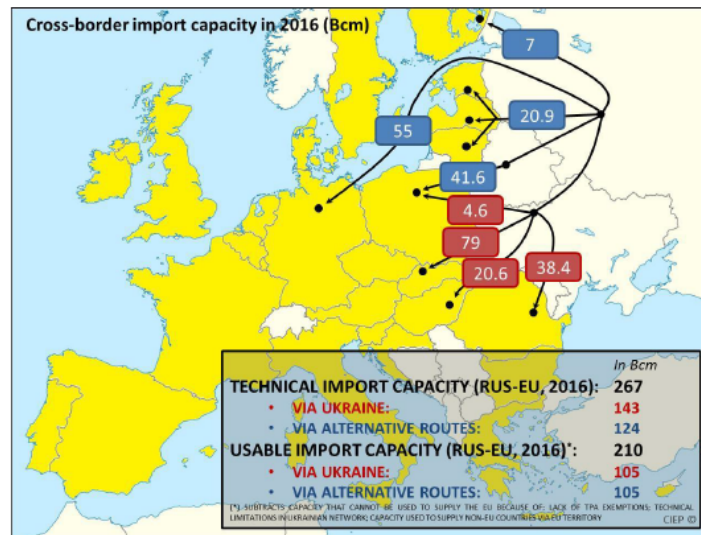 Cross-border import capacity in 2016 (Bcm)
7
55
20.9
41.6
4.6
79
20.6
38.4
In Bcm
TECHNICAL IMPORT CAPACITY (RUS-EU, 2016): 267
• VIA UKRAINE: 143
• VIA ALTERNATIVE ROUTES: 124
USABLE IMPORT CAPACITY (RUS-EU, 2016)*: 210
• VIA UKRAINE: 105
• VIA ALTERNATIVE ROUTES: 105
(*) SUBTRACTS CAPACITY THAT CANNOT BE USED TO SUPPLY THE EU BECAUSE OF: LACK OF TPA EXEMPTIONS; TECHNICAL
LIMITATIONS IN UKRAINIAN NETWORK; CAPACITY USED TO SUPPLY NON-EU COUNTRIES VIA EU TERRITORY
CIEP ©